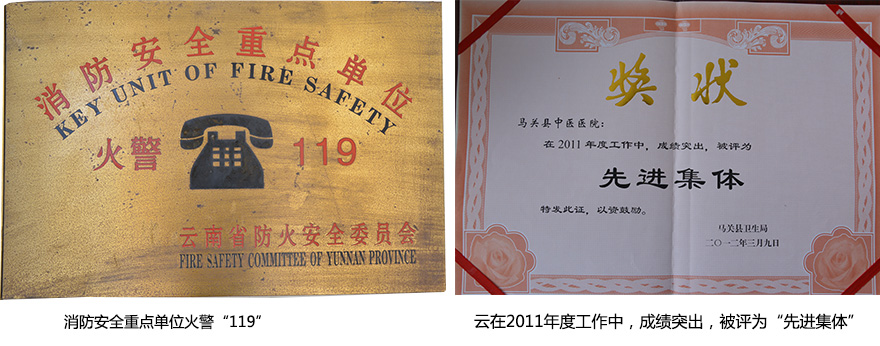 消防安全重点单位
KEY UNIT OF FIRE SAFETY
火警 119
云南省防火安全委员会
FIRE SAFETY COMMITTEE OF YUNNAN PROVINCE
消防安全重点单位火警“119”
奖状
马关县中医医院：
在2011年度工作中，成绩突出，被评为
先进集体
特发此证，以资鼓励。
马关县卫生局
二〇一二年三月九日
云在2011年度工作中，成绩突出，被评为“先进集体”